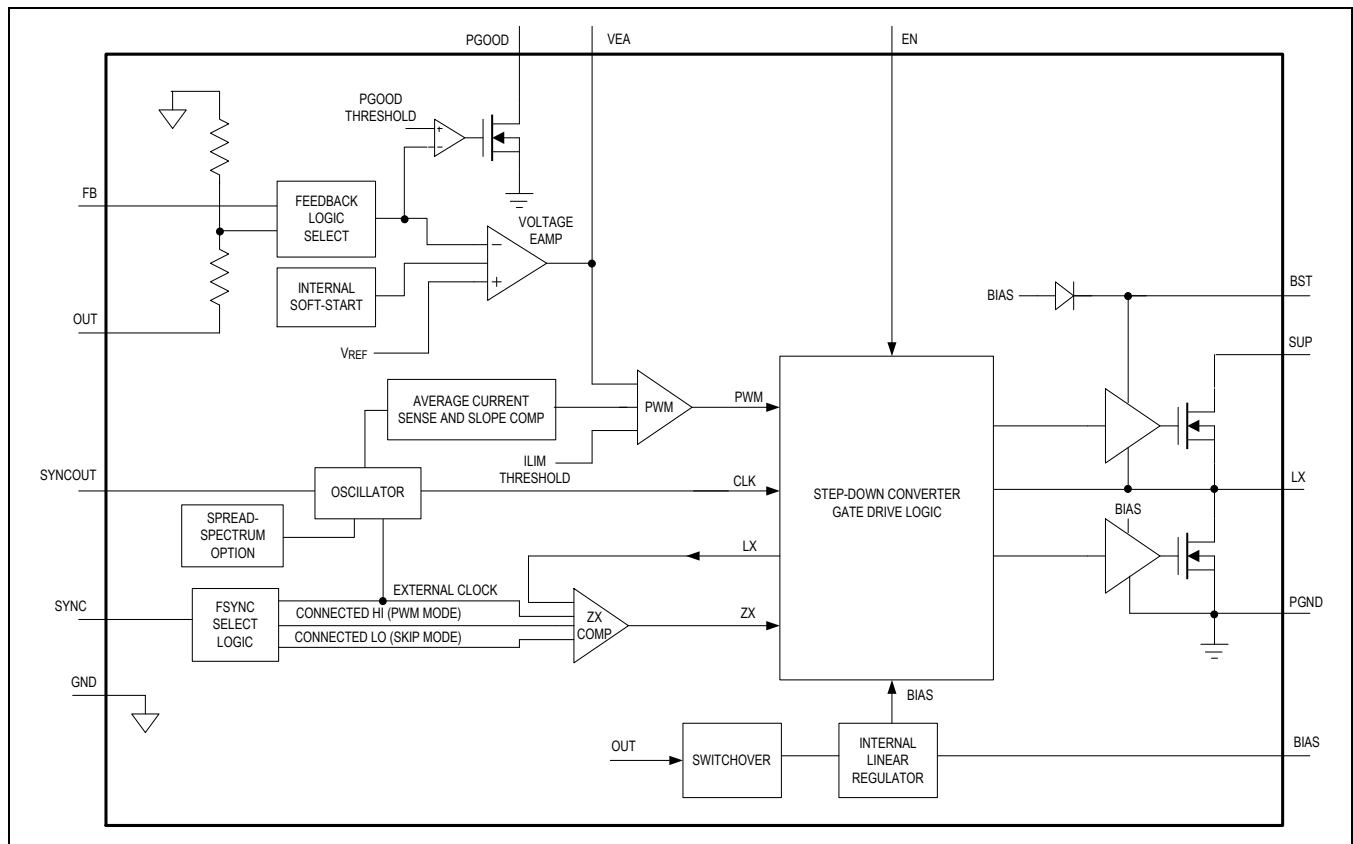 PGOOD
VEA
EN
PGOOD
THRESHOLD
+
−
FB
FEEDBACK
LOGIC
SELECT
VOLTAGE
EAMP
−
+
INTERNAL
SOFT-START
OUT
VREF
BIAS
BST
SUP
AVERAGE CURRENT
SENSE AND SLOPE COMP
PWM
PWM
ILIM
THRESHOLD
SYNCOUT
OSCILLATOR
CLK
STEP-DOWN CONVERTER
GATE DRIVE LOGIC
LX
BIAS
SPREAD-
SPECTRUM
OPTION
LX
SYNC
FSYNC
SELECT
LOGIC
EXTERNAL CLOCK
CONNECTED HI (PWM MODE)
CONNECTED LO (SKIP MODE)
ZX
COMP
ZX
PGND
GND
BIAS
OUT
SWITCHOVER
INTERNAL
LINEAR
REGULATOR
BIAS